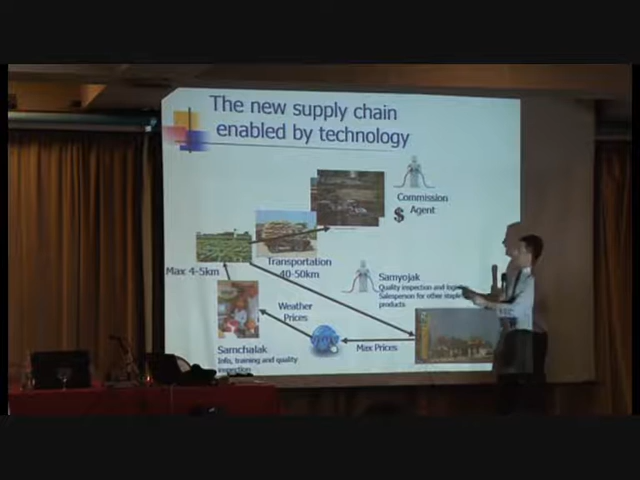 The new supply chain
enabled by technology
Commission
$ Agent
Transportation
40-50km
Max 4-5km
Samyojak
Quality inspection and
Salesperson for other
products
Weather
Prices
Max Prices
Samchalak
Info, training and quality
inspection